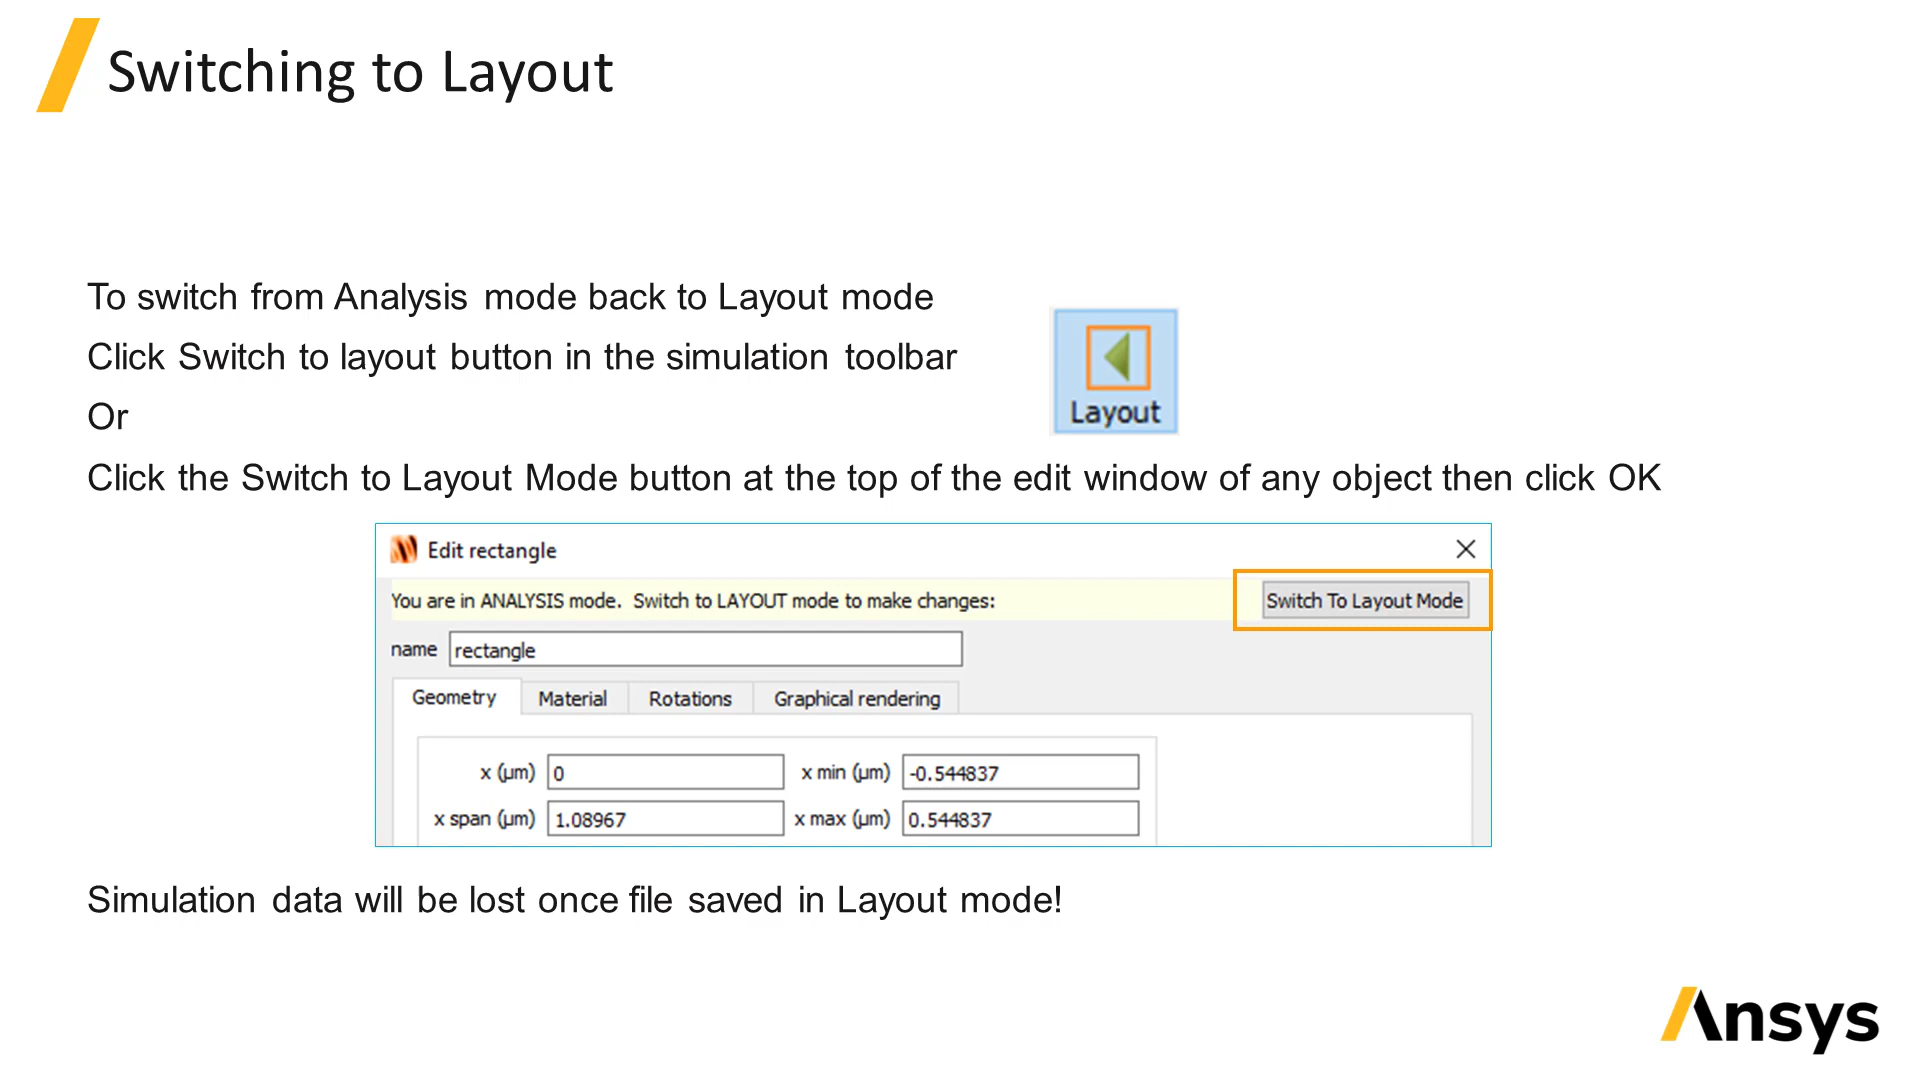 Switching to Layout
To switch from Analysis mode back to Layout mode
Click Switch to layout button in the simulation toolbar
Layout
Or
Click the Switch to Layout Mode button at the top of the edit window of any object then click OK
Edit rectangle
You are in ANALYSIS mode. Switch to LAYOUT mode to make changes: Switch To Layout Mode
name rectangle
Geometry Material Rotations Graphical rendering
x (µm) 0 x min (µm) -0.544837
x span (µm) 1.08967 x max (µm) 0.544837
Simulation data will be lost once file saved in Layout mode!
Ansys